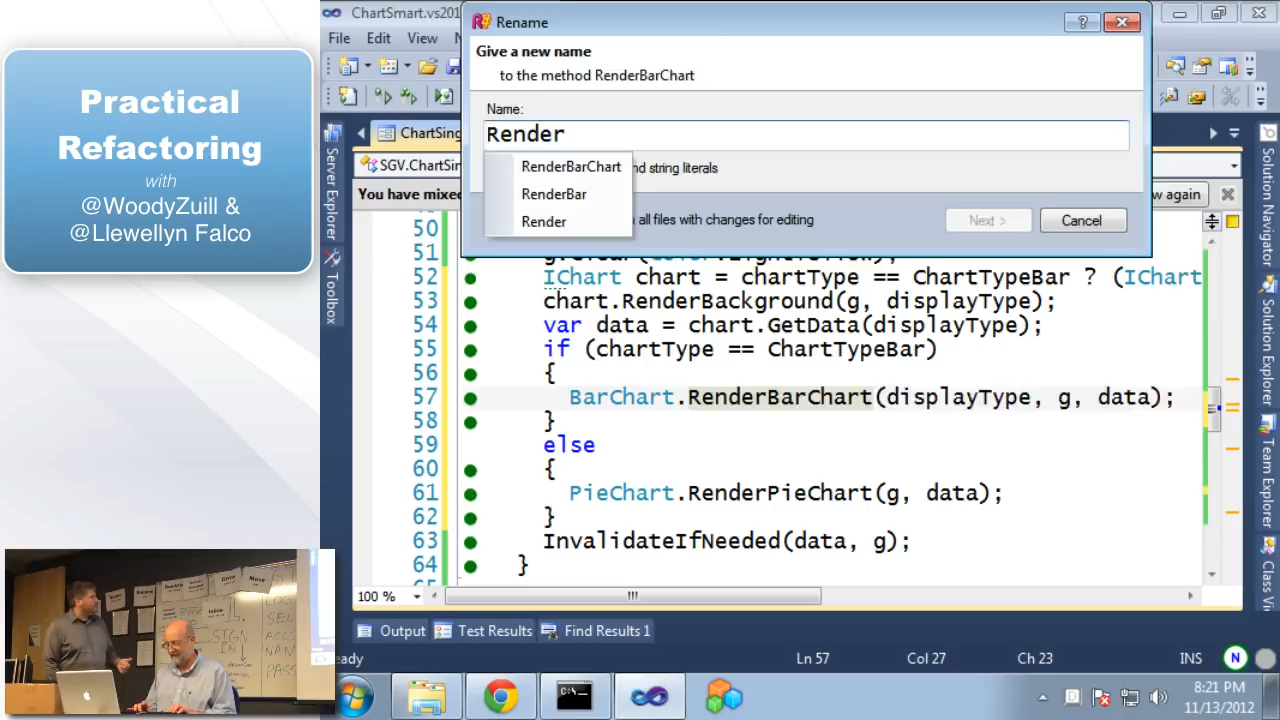 Practical
Refactoring
with
@WoodyZuill &
@Llewellyn Falco
ChartSmart.vs201
File Edit View
Rename
Give a new name
to the method RenderBarChart
Name:
Render
RenderBarChart
RenderBar
Render
nd string literals
all files with changes for editing
Next >
Cancel
ChartSing
SGV.ChartSin
You have mixed
w again
Server Explorer
Toolbox
Solution Navigator
Solution Explorer
Team Explorer
Class View
50
51
52 IChart chart = chartType == ChartTypeBar ? (IChart
53 chart.RenderBackground(g, displayType);
54 var data = chart.GetData(displayType);
55 if (chartType == ChartTypeBar)
56 {
57 BarChart.RenderBarChart(displayType, g, data);
58 }
59 else
60 {
61 PieChart.RenderPieChart(g, data);
62 }
63 InvalidateIfNeeded(data, g);
64 }
100 %
Output Test Results Find Results 1
eady Ln 57 Col 27 Ch 23 INS N
8:21 PM
11/13/2012
SIGN
IN